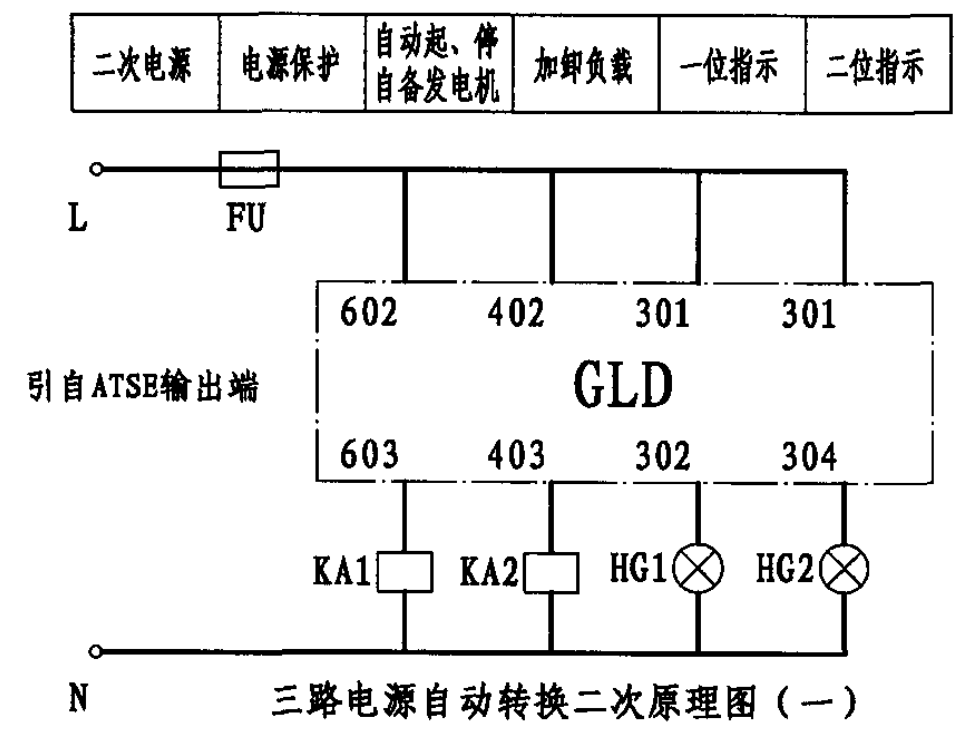 二次电源
电源保护
自动起、停
自备发电机
加卸负载
一位指示
二位指示
L
FU
602 402 301 301
引自ATSE输出端
GLD
603 403 302 304
KA1 KA2 HG1 HG2
N
三路电源自动转换二次原理图(一)